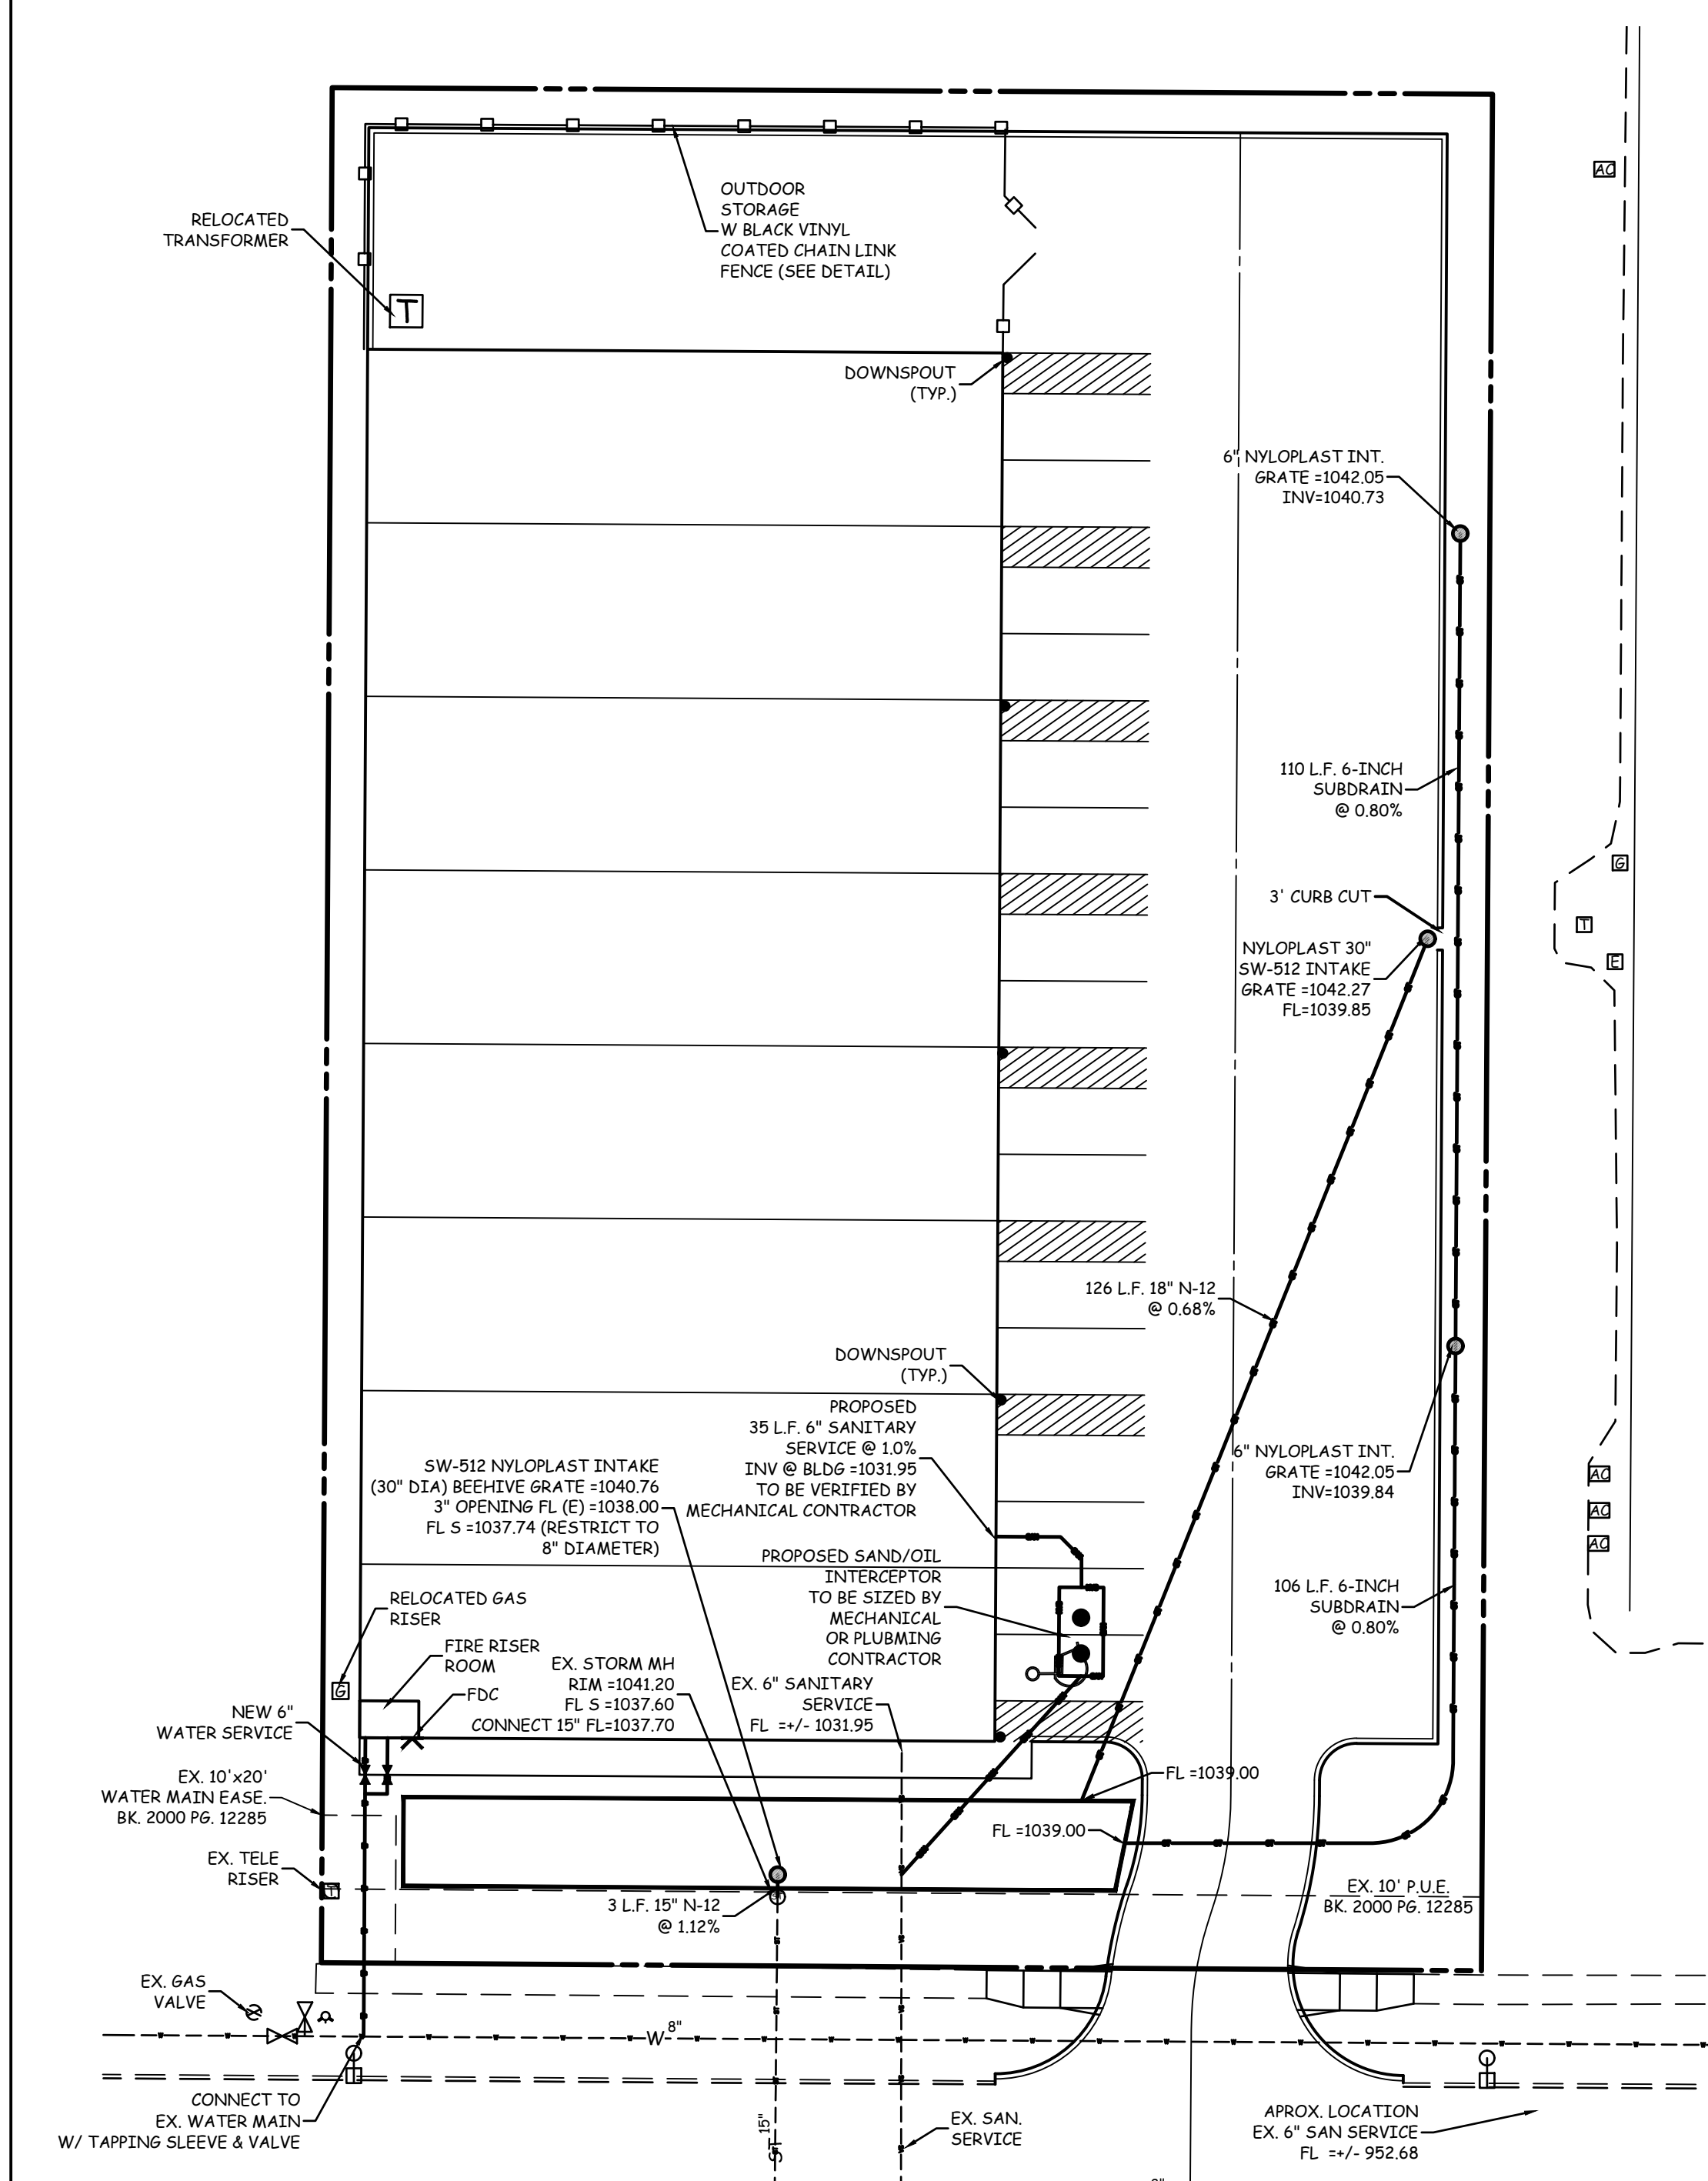 OUTDOOR
STORAGE
W BLACK VINYL
COATED CHAIN LINK
FENCE (SEE DETAIL)
AC
RELOCATED
TRANSFORMER
T
DOWNSPOUT
(TYP.)
6" NYLOPLAST INT.
GRATE =1042.05
INV=1040.73
110 L.F. 6-INCH
SUBDRAIN
@ 0.80%
G
3' CURB CUT
T
E
NYLOPLAST 30"
SW-512 INTAKE
GRATE =1042.27
FL=1039.85
126 L.F. 18" N-12
@ 0.68%
DOWNSPOUT
(TYP.)
PROPOSED
35 L.F. 6" SANITARY
SERVICE @ 1.0%
INV @ BLDG =1031.95
TO BE VERIFIED BY
MECHANICAL CONTRACTOR
6" NYLOPLAST INT.
GRATE =1042.05
INV=1039.84
AC
AC
AC
SW-512 NYLOPLAST INTAKE
(30" DIA) BEEHIVE GRATE =1040.76
3" OPENING FL (E) =1038.00
FL S =1037.74 (RESTRICT TO
8" DIAMETER)
PROPOSED SAND/OIL
INTERCEPTOR
TO BE SIZED BY
MECHANICAL
OR PLUBMING
CONTRACTOR
106 L.F. 6-INCH
SUBDRAIN
@ 0.80%
RELOCATED GAS
RISER
FIRE RISER
ROOM
FDC
G
EX. STORM MH
RIM =1041.20
FL S =1037.60
CONNECT 15" FL=1037.70
EX. 6" SANITARY
SERVICE
FL =+/- 1031.95
NEW 6"
WATER SERVICE
EX. 10'x20'
WATER MAIN EASE.
BK. 2000 PG. 12285
FL =1039.00
FL =1039.00
EX. TELE
RISER
T
3 L.F. 15" N-12
@ 1.12%
EX. 10' P.U.E.
BK. 2000 PG. 12285
EX. GAS
VALVE
W 8"
CONNECT TO
EX. WATER MAIN
W/ TAPPING SLEEVE & VALVE
ST 15"
EX. SAN.
SERVICE
APROX. LOCATION
EX. 6" SAN SERVICE
FL =+/- 952.68